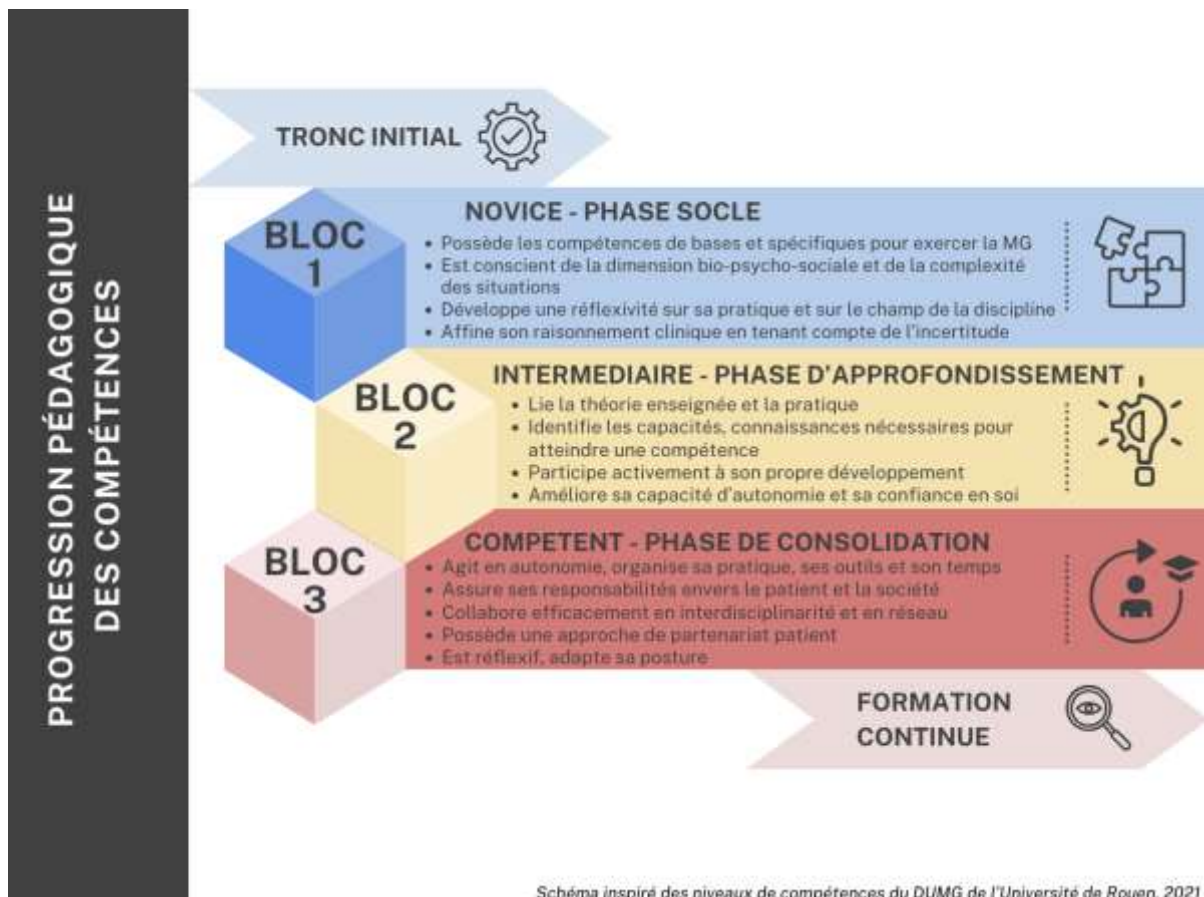 PROGRESSION PÉDAGOGIQUE
DES COMPÉTENCES
TRONC INITIAL
BLOC
1
NOVICE - PHASE SOCLE
• Possède les compétences de bases et spécifiques pour exercer la MG
• Est conscient de la dimension bio-psycho-sociale et de la complexité
des situations
• Développe une réflexivité sur sa pratique et sur le champ de la discipline
• Affine son raisonnement clinique en tenant compte de l'incertitude
BLOC
2
INTERMEDIAIRE - PHASE D'APPROFONDISSEMENT
• Lie la théorie enseignée et la pratique
• Identifie les capacités, connaissances nécessaires pour
atteindre une compétence
• Participe activement à son propre développement
• Améliore sa capacité d'autonomie et sa confiance en soi
BLOC
3
COMPETENT - PHASE DE CONSOLIDATION
• Agit en autonomie, organise sa pratique, ses outils et son temps
• Assure ses responsabilités envers le patient et la société
• Collabore efficacement en interdisciplinarité et en réseau
• Possède une approche de partenariat patient
• Est réflexif, adapte sa posture
FORMATION
CONTINUE
Schéma inspiré des niveaux de compétences du DUMG de l'Université de Rouen, 2021